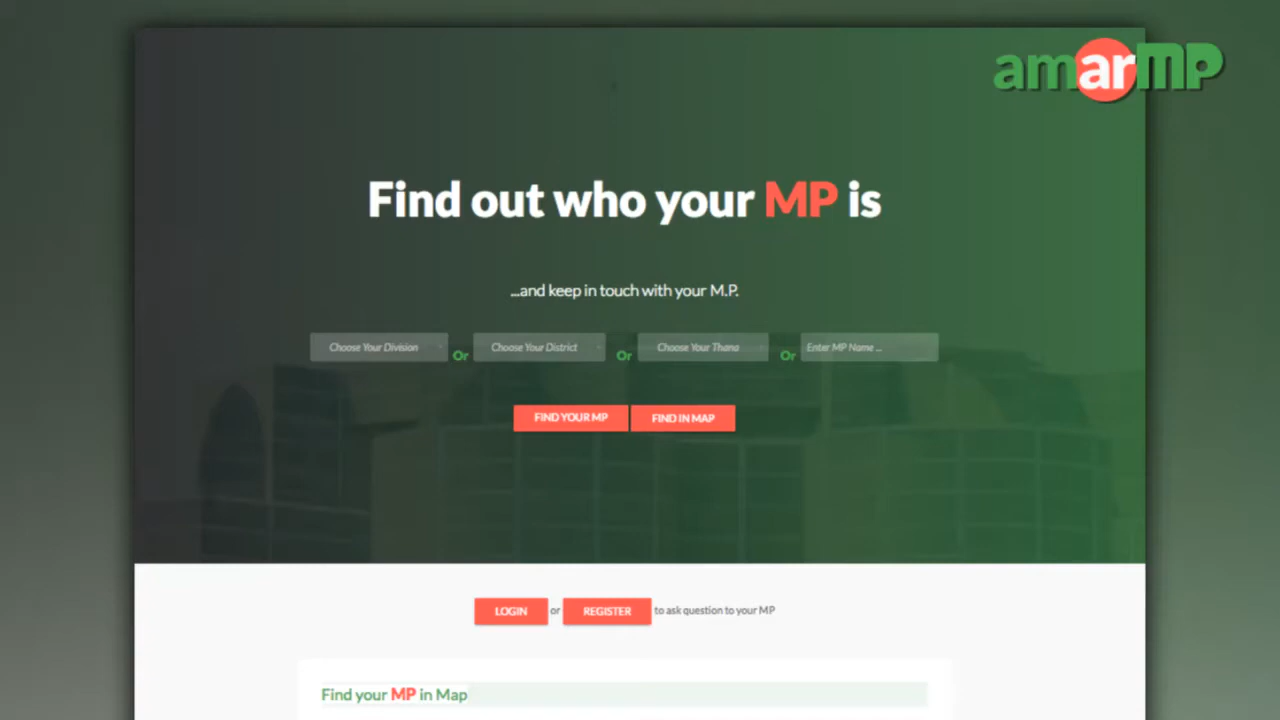 amarMP
Find out who your MP is
...and keep in touch with your M.P.
Choose Your Division Or Choose Your District Or Choose Your Thana Or Enter MP Name ...
FIND YOUR MP FIND IN MAP
LOGIN or REGISTER to ask question to your MP
Find your MP in Map